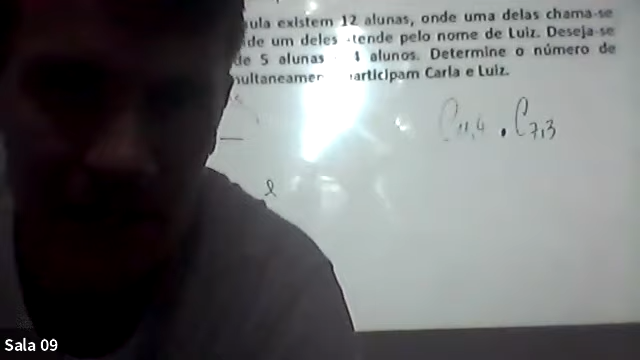 ula existem 12 alunas, onde uma delas chama-se
de um deles tende pelo nome de Luiz. Deseja-se
de 5 alunas 4 alunos. Determine o número de
participam Carla e Luiz.
C11,4 . C7,3
Sala 09